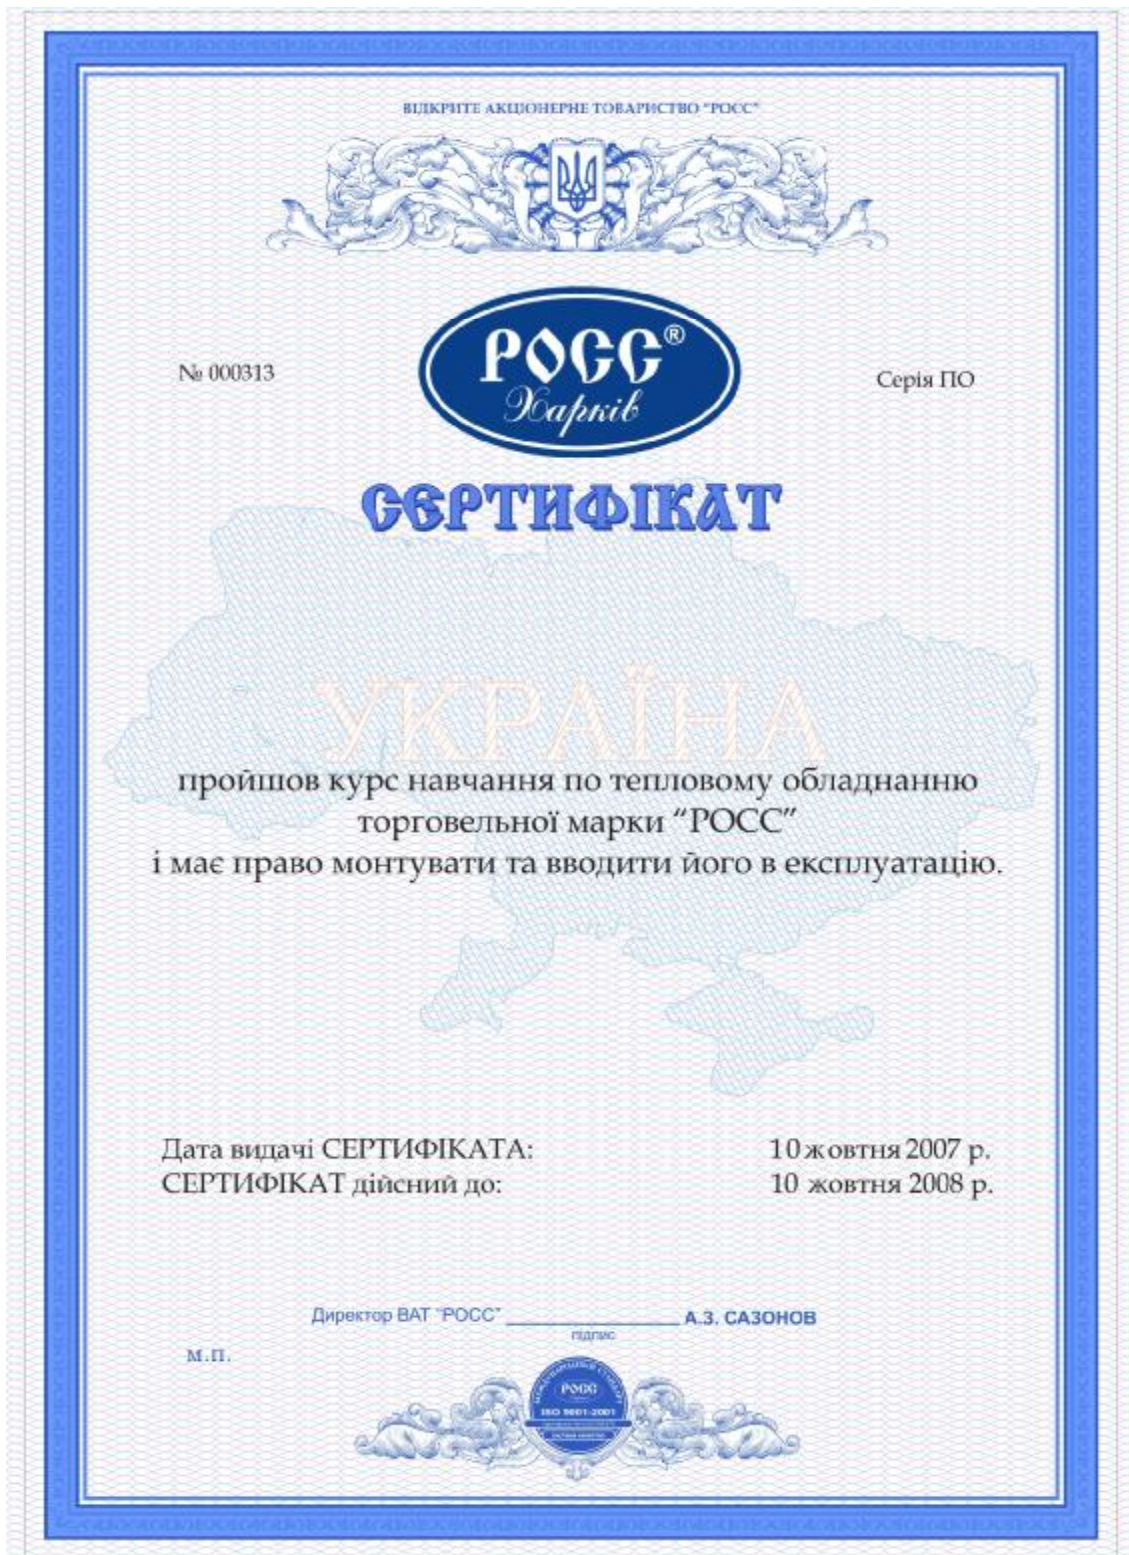 ВІДКРИТЕ АКЦІОНЕРНЕ ТОВАРИСТВО "РОСС"
РОСС®
Харків
№ 000313
Серія ПО
СЕРТИФІКАТ
УКРАЇНА
пройшов курс навчання по тепловому обладнанню
торговельної марки “РОСС”
і має право монтувати та вводити його в експлуатацію.
Дата видачі СЕРТИФІКАТА: 10 жовтня 2007 р.
СЕРТИФІКАТ дійсний до: 10 жовтня 2008 р.
Директор ВАТ "РОСС" А.З. САЗОНОВ
підпис
М.П.
РОСС
ISO 9001-2001